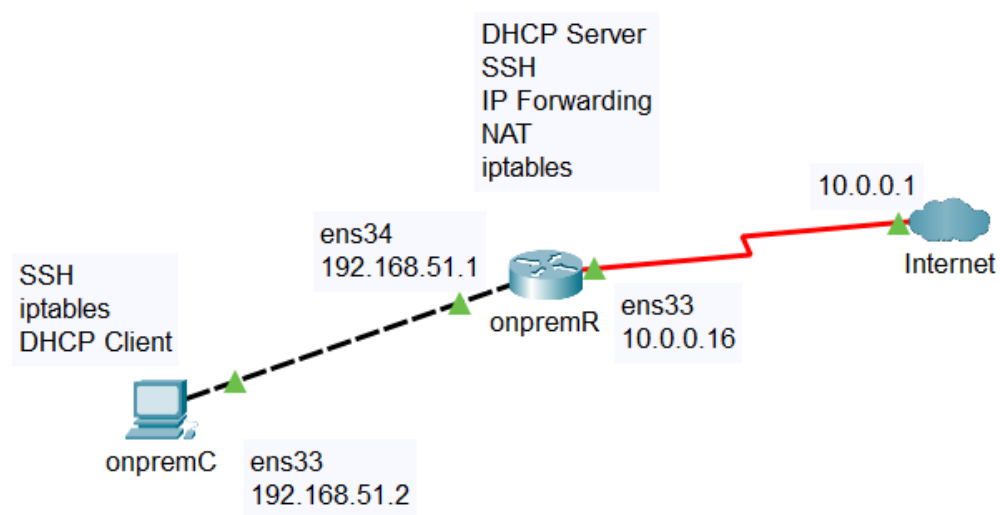 DHCP Server
SSH
IP Forwarding
NAT
iptables
10.0.0.1
Internet
ens34
192.168.51.1
onpremR
ens33
10.0.0.16
SSH
iptables
DHCP Client
onpremC
ens33
192.168.51.2